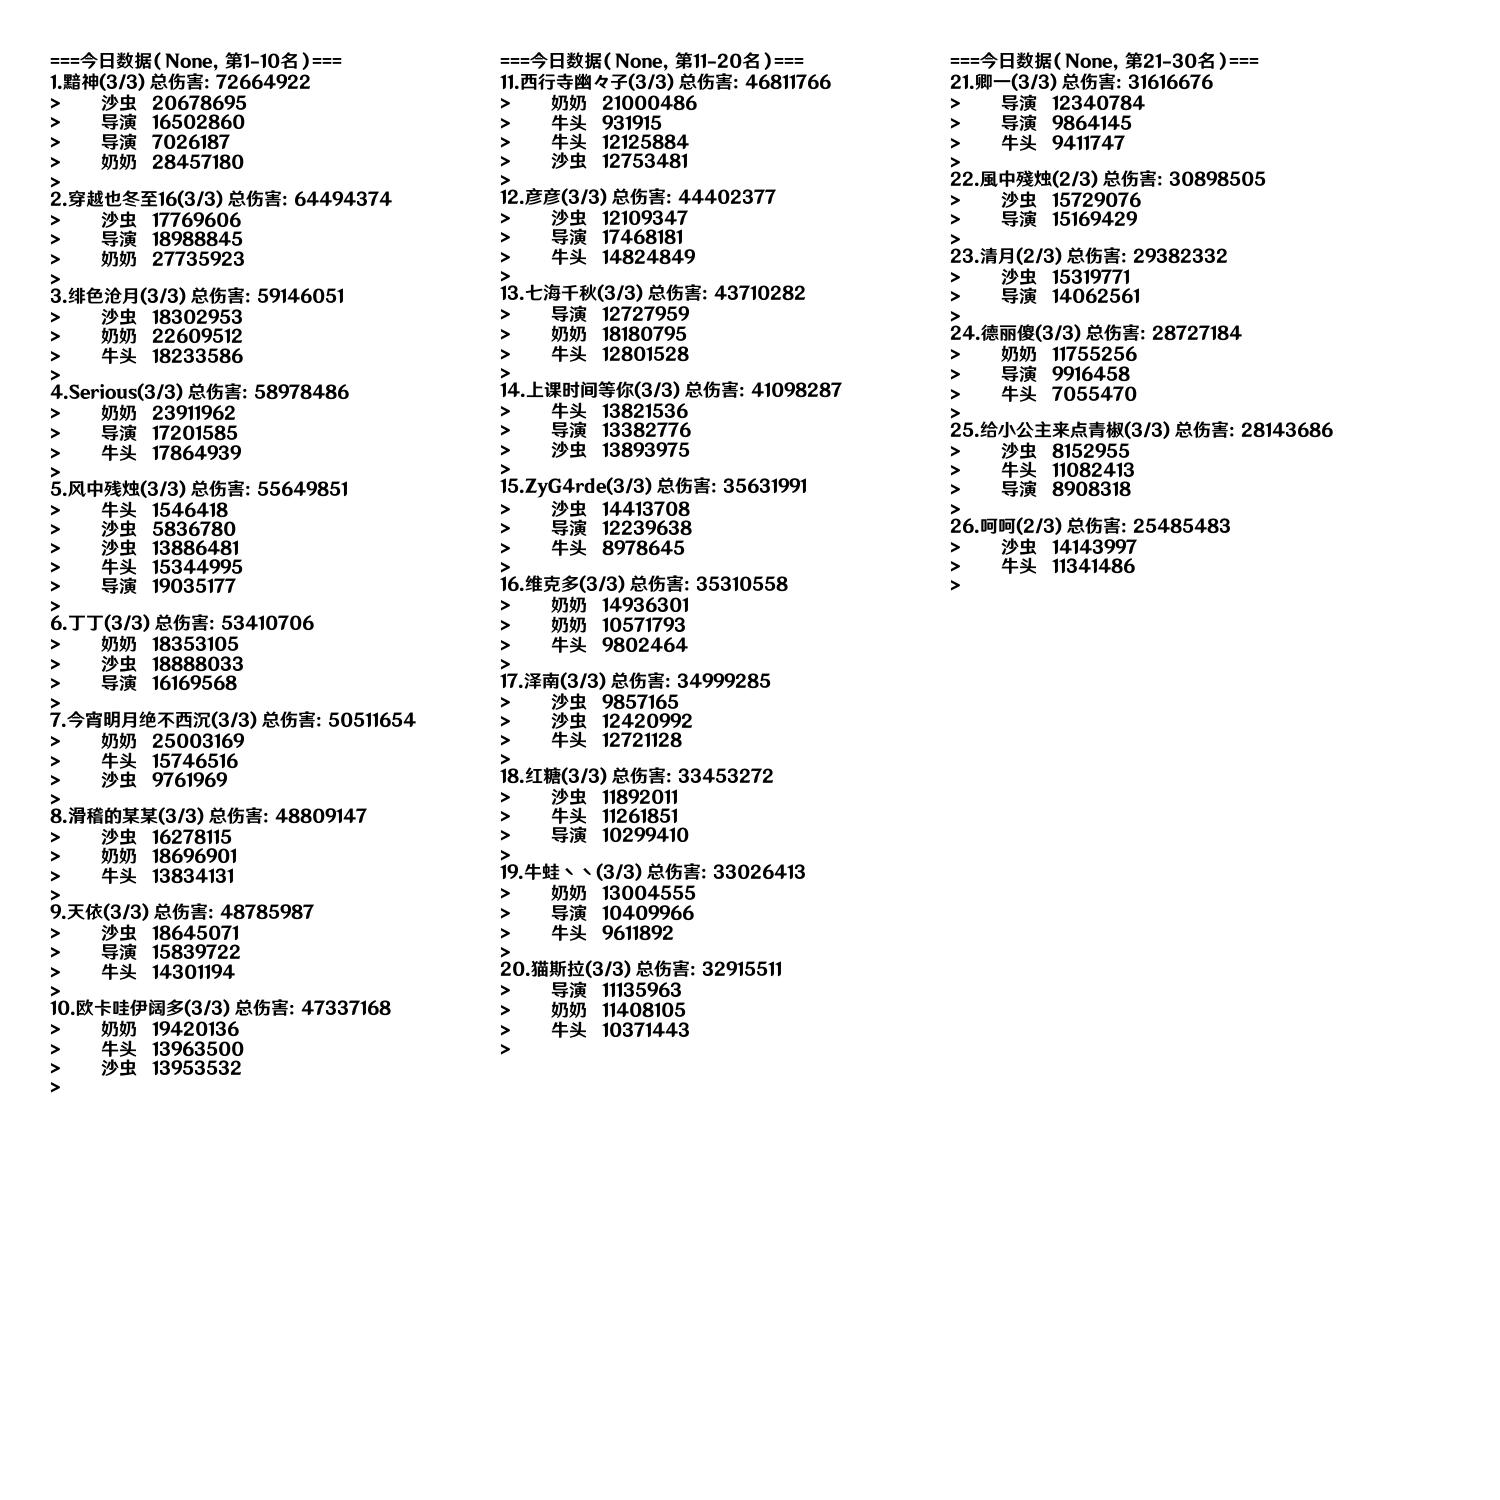 ===今日数据(None, 第1-10名)===
1.黯神(3/3) 总伤害: 72664922
> 沙虫 20678695
> 导演 16502860
> 导演 7026187
> 奶奶 28457180
>
2.穿越也冬至16(3/3) 总伤害: 64494374
> 沙虫 17769606
> 导演 18988845
> 奶奶 27735923
>
3.绯色沧月(3/3) 总伤害: 59146051
> 沙虫 18302953
> 奶奶 22609512
> 牛头 18233586
>
4.Serious(3/3) 总伤害: 58978486
> 奶奶 23911962
> 导演 17201585
> 牛头 17864939
>
5.风中残烛(3/3) 总伤害: 55649851
> 牛头 1546418
> 沙虫 5836780
> 沙虫 13886481
> 牛头 15344995
> 导演 19035177
>
6.丁丁(3/3) 总伤害: 53410706
> 奶奶 18353105
> 沙虫 18888033
> 导演 16169568
>
7.今宵明月绝不西沉(3/3) 总伤害: 50511654
> 奶奶 25003169
> 牛头 15746516
> 沙虫 9761969
>
8.滑稽的某某(3/3) 总伤害: 48809147
> 沙虫 16278115
> 奶奶 18696901
> 牛头 13834131
>
9.天依(3/3) 总伤害: 48785987
> 沙虫 18645071
> 导演 15839722
> 牛头 14301194
>
10.欧卡哇伊阔多(3/3) 总伤害: 47337168
> 奶奶 19420136
> 牛头 13963500
> 沙虫 13953532
>
===今日数据(None, 第11-20名)===
11.西行寺幽々子(3/3) 总伤害: 46811766
> 奶奶 21000486
> 牛头 931915
> 牛头 12125884
> 沙虫 12753481
>
12.彦彦(3/3) 总伤害: 44402377
> 沙虫 12109347
> 导演 17468181
> 牛头 14824849
>
13.七海千秋(3/3) 总伤害: 43710282
> 导演 12727959
> 奶奶 18180795
> 牛头 12801528
>
14.上课时间等你(3/3) 总伤害: 41098287
> 牛头 13821536
> 导演 13382776
> 沙虫 13893975
>
15.ZyG4rde(3/3) 总伤害: 35631991
> 沙虫 14413708
> 导演 12239638
> 牛头 8978645
>
16.维克多(3/3) 总伤害: 35310558
> 奶奶 14936301
> 奶奶 10571793
> 牛头 9802464
>
17.泽南(3/3) 总伤害: 34999285
> 沙虫 9857165
> 沙虫 12420992
> 牛头 12721128
>
18.红糖(3/3) 总伤害: 33453272
> 沙虫 11892011
> 牛头 11261851
> 导演 10299410
>
19.牛蛙丶丶(3/3) 总伤害: 33026413
> 奶奶 13004555
> 导演 10409966
> 牛头 9611892
>
20.猫斯拉(3/3) 总伤害: 32915511
> 导演 11135963
> 奶奶 11408105
> 牛头 10371443
>
===今日数据(None, 第21-30名)===
21.卿一(3/3) 总伤害: 31616676
> 导演 12340784
> 导演 9864145
> 牛头 9411747
>
22.風中殘烛(2/3) 总伤害: 30898505
> 沙虫 15729076
> 导演 15169429
>
23.清月(2/3) 总伤害: 29382332
> 沙虫 15319771
> 导演 14062561
>
24.德丽傻(3/3) 总伤害: 28727184
> 奶奶 11755256
> 导演 9916458
> 牛头 7055470
>
25.给小公主来点青椒(3/3) 总伤害: 28143686
> 沙虫 8152955
> 牛头 11082413
> 导演 8908318
>
26.呵呵(2/3) 总伤害: 25485483
> 沙虫 14143997
> 牛头 11341486
>